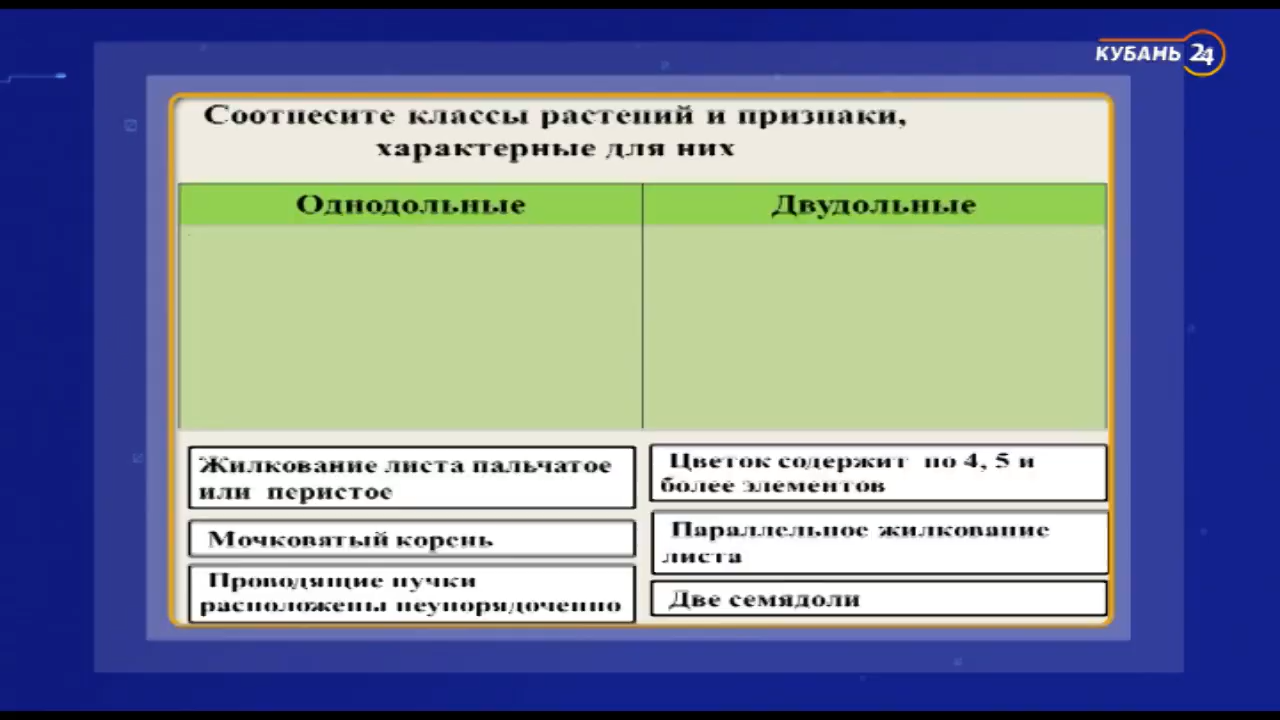 КУБАНЬ 24
Соотнесите классы растений и признаки,
характерные для них
Однодольные
Двудольные
Жилкование листа пальчатое
или перистое
Мочковятый корень
Проводящие пучки
расположены неупорядоченно
Цветок содержит по 4, 5 и
более элементов
Параллельное жилкование
листа
Две семядоли